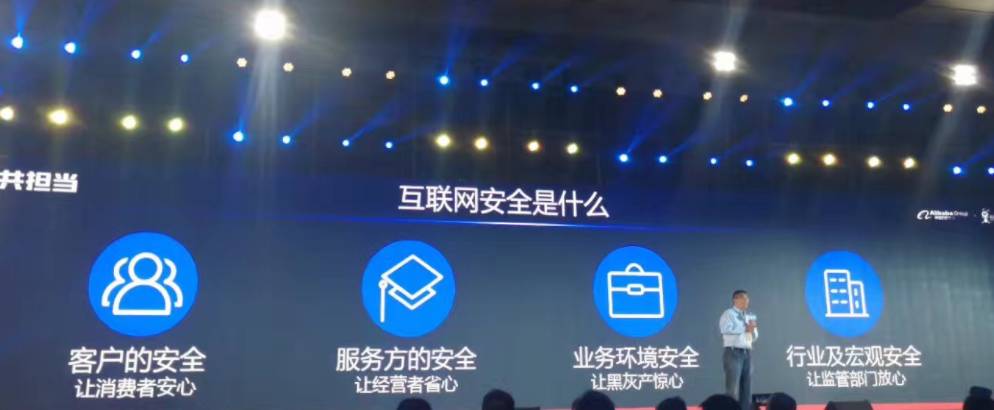 共担当
互联网安全是什么
Alibaba Group
客户的安全
让消费者安心
服务方的安全
让经营者省心
业务环境安全
让黑灰产惊心
行业及宏观安全
让监管部门放心